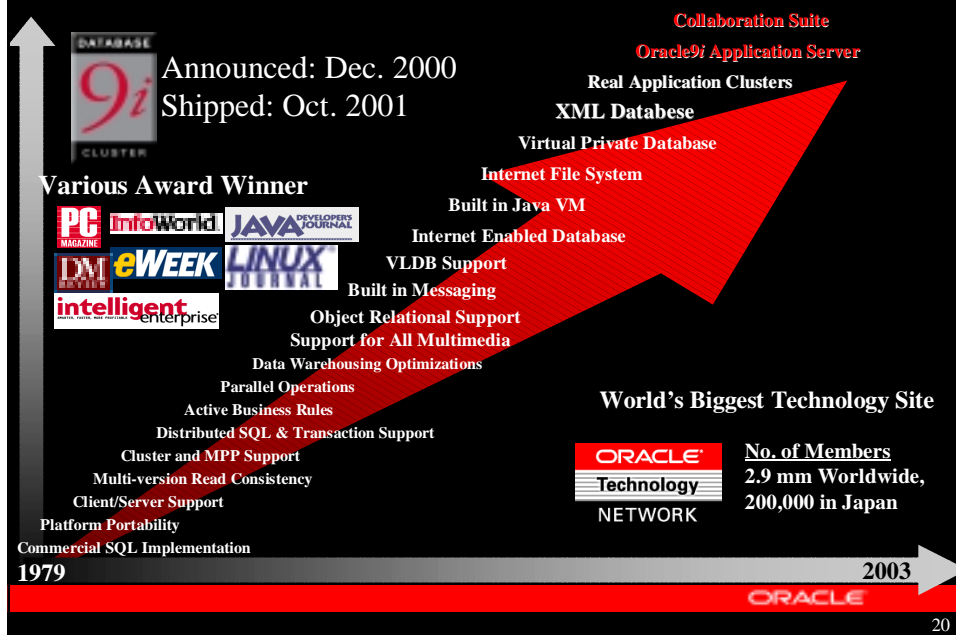 Collaboration Suite
Oracle9i Application Server
Real Application Clusters
XML Databese
Virtual Private Database
Internet File System
Built in Java VM
Internet Enabled Database
VLDB Support
Built in Messaging
Object Relational Support
Support for All Multimedia
Data Warehousing Optimizations
Parallel Operations
Active Business Rules
Distributed SQL & Transaction Support
Cluster and MPP Support
Multi-version Read Consistency
Client/Server Support
Platform Portability
Commercial SQL Implementation
DATABASE
9i
CLUSTER
Announced: Dec. 2000
Shipped: Oct. 2001
Various Award Winner
PC
MAGAZINE
InfoWorld
JAVA DEVELOPER'S
JOURNAL
DM
REVIEW
eWEEK
LINUX
JOURNAL
intelligent
enterprise
SMARTER, FASTER, MORE PROFITABLE
World's Biggest Technology Site
ORACLE
Technology
NETWORK
No. of Members
2.9 mm Worldwide,
200,000 in Japan
1979
2003
ORACLE
20